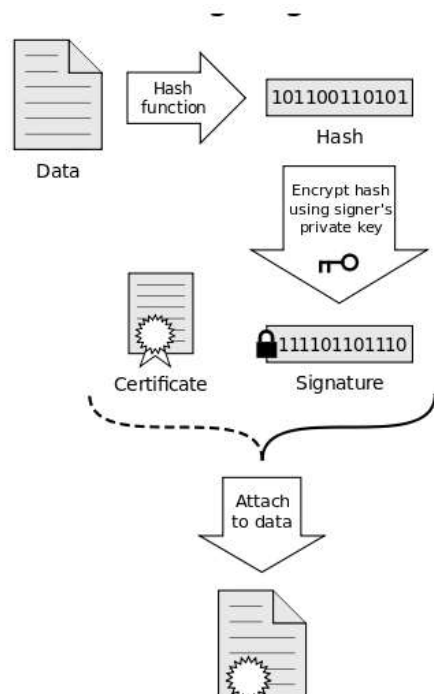 Hash
function
101100110101
Hash
Data
Encrypt hash
using signer's
private key
111101101110
Certificate
Signature
Attach
to data